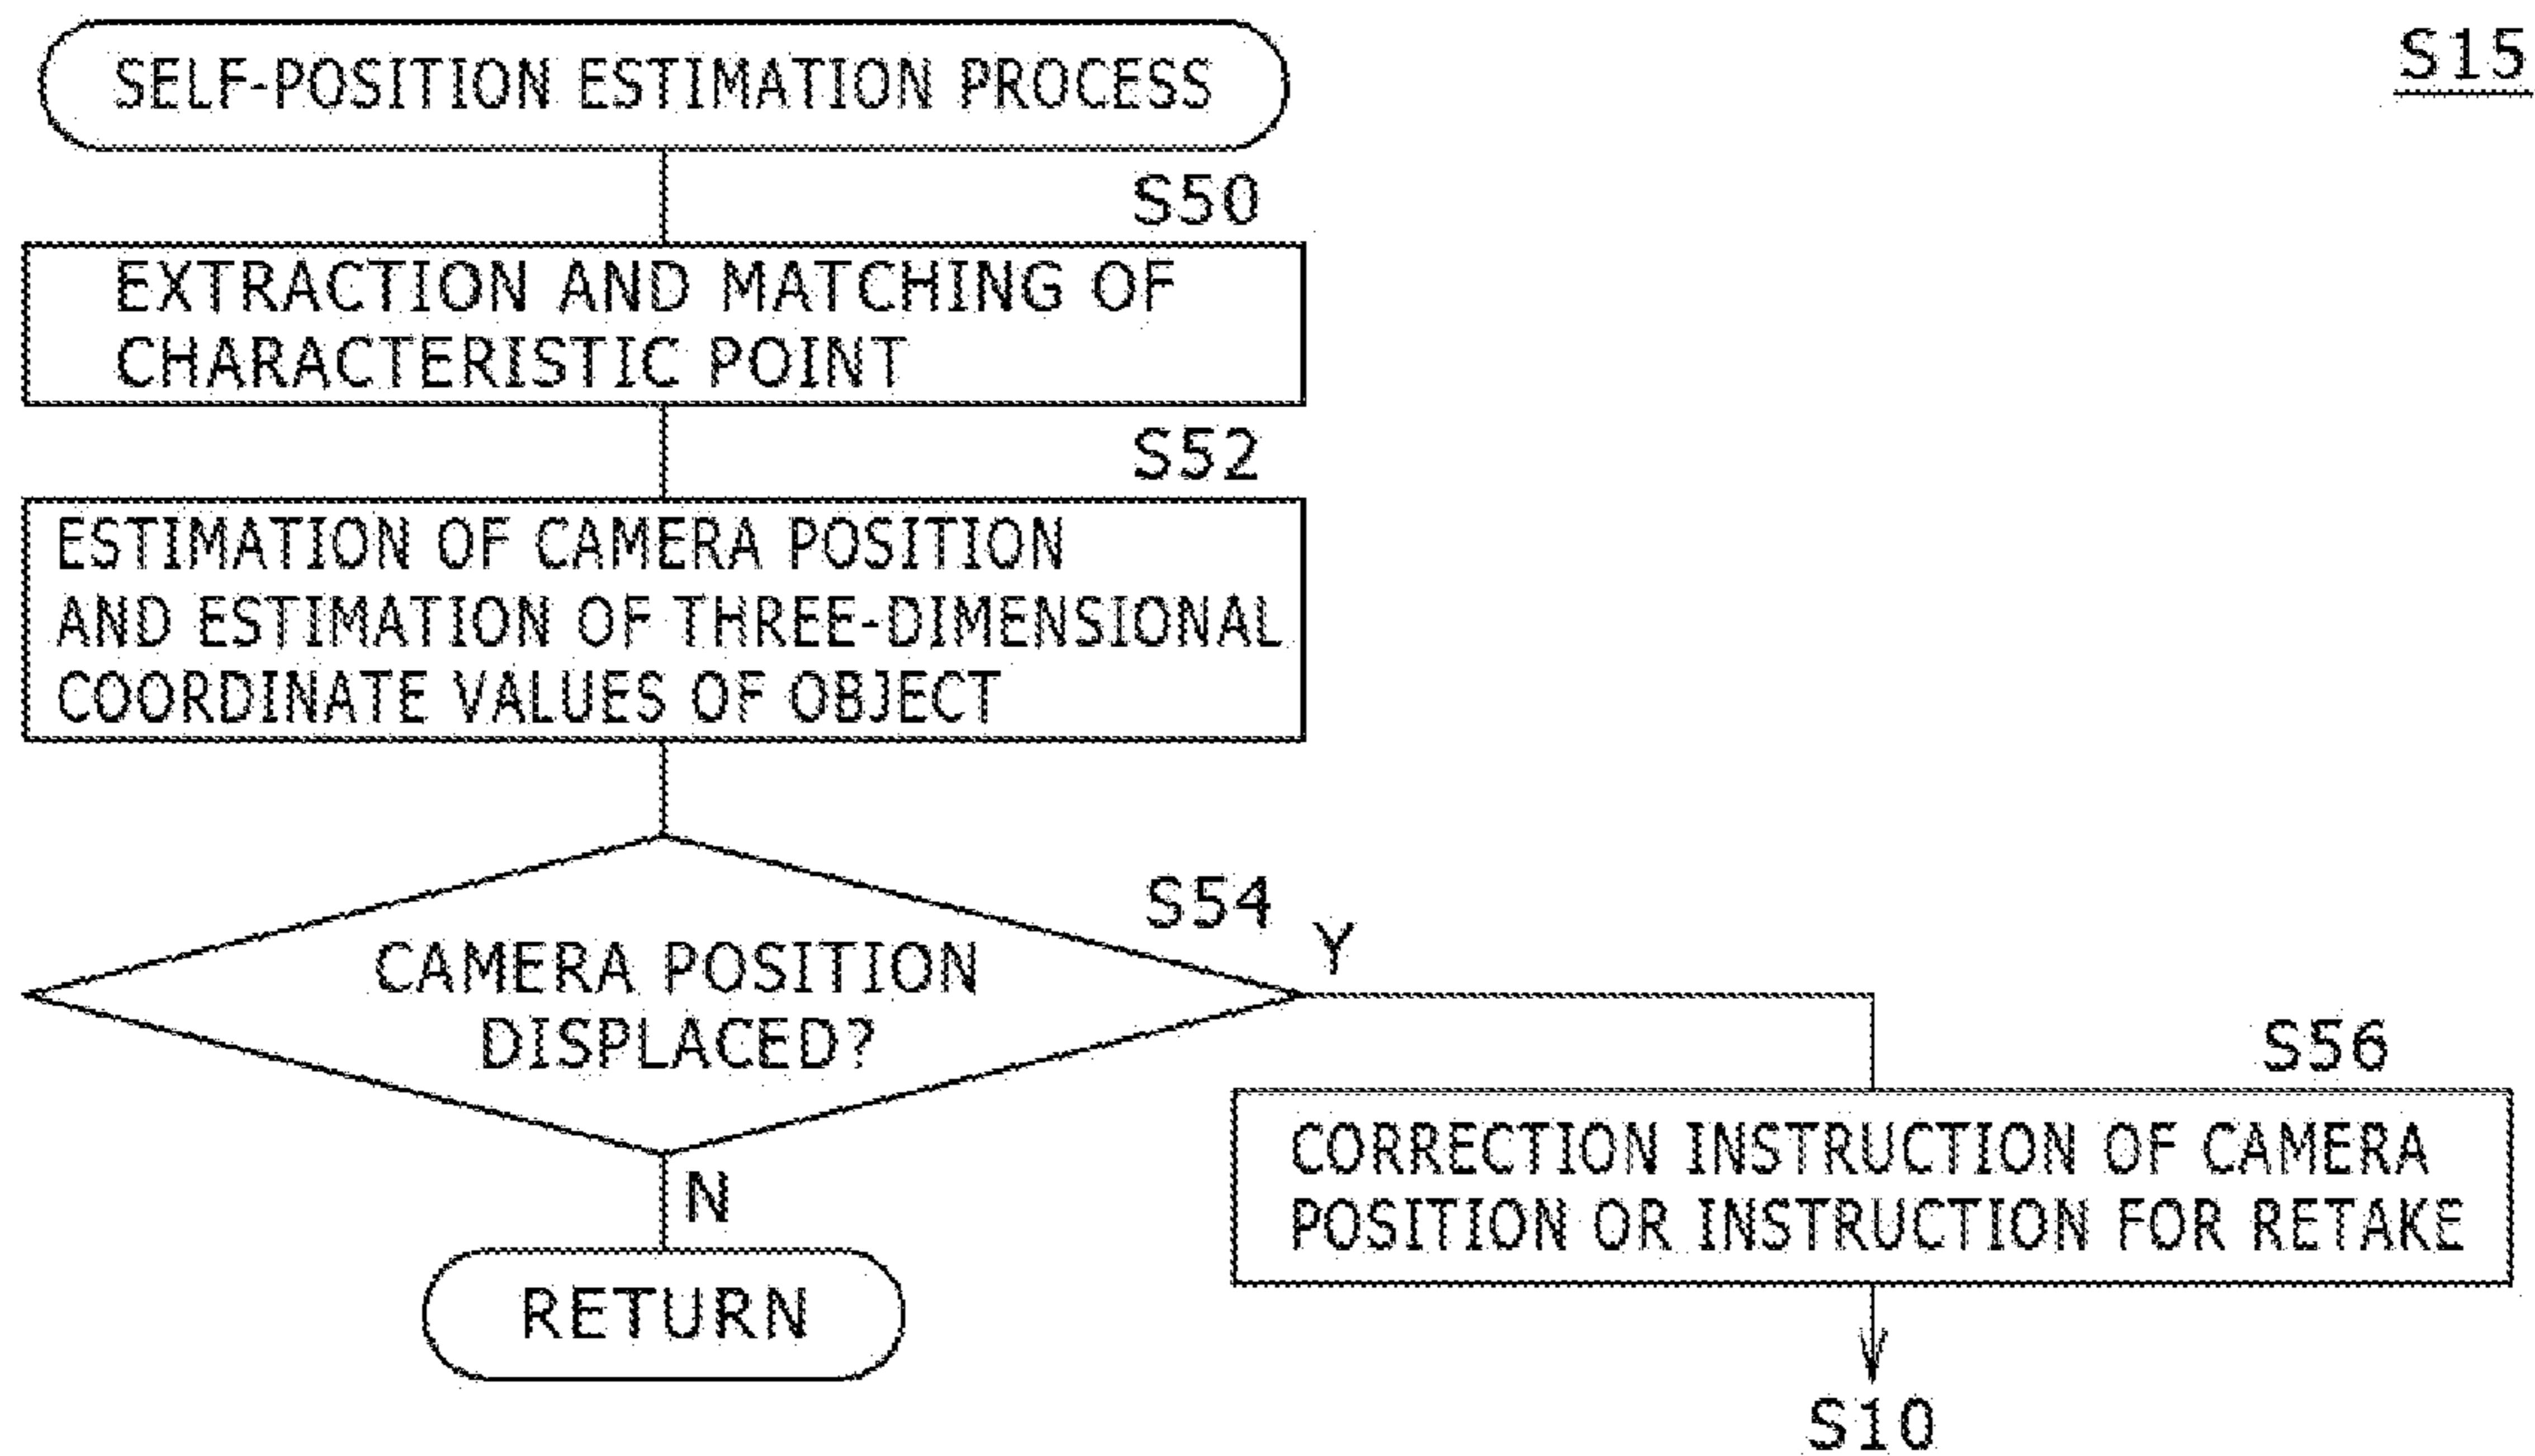 S15
SELF-POSITION ESTIMATION PROCESS
S50
EXTRACTION AND MATCHING OF
CHARACTERISTIC POINT
S52
ESTIMATION OF CAMERA POSITION
AND ESTIMATION OF THREE-DIMENSIONAL
COORDINATE VALUES OF OBJECT
S54
CAMERA POSITION
DISPLACED?
Y
N
RETURN
S56
CORRECTION INSTRUCTION OF CAMERA
POSITION OR INSTRUCTION FOR RETAKE
S10